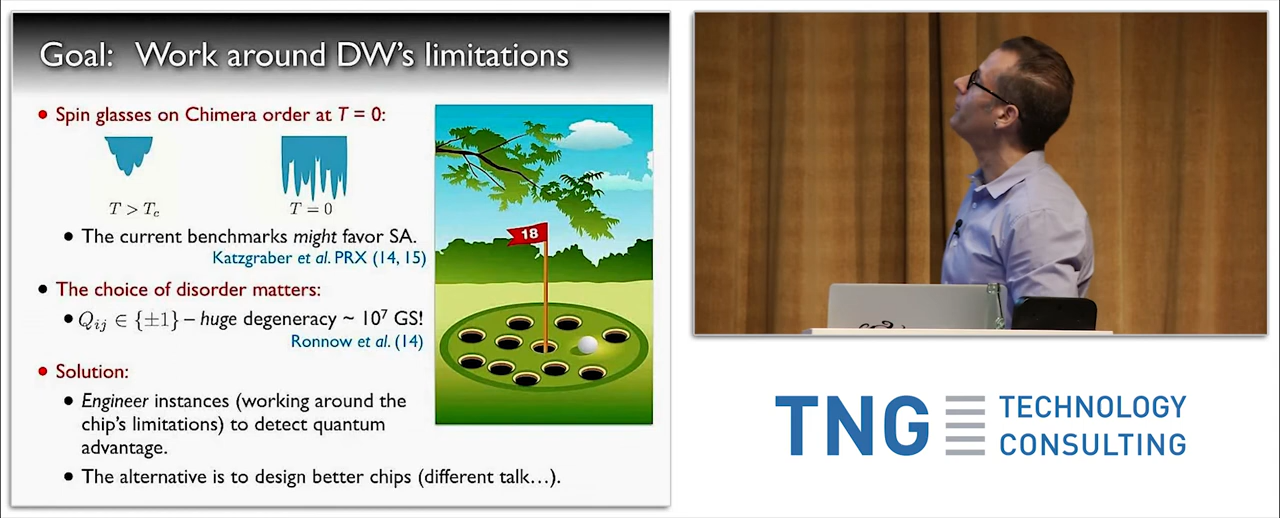 Goal: Work around DW's limitations
• Spin glasses on Chimera order at T = 0:
T > T_c
T = 0
• The current benchmarks might favor SA.
Katzgraber et al. PRX (14, 15)
• The choice of disorder matters:
• Q_{ij} ∈ {±1} – huge degeneracy ~ 10⁷ GS!
Ronnow et al. (14)
• Solution:
• Engineer instances (working around the
chip's limitations) to detect quantum
advantage.
• The alternative is to design better chips (different talk…).
18
TNG TECHNOLOGY
CONSULTING